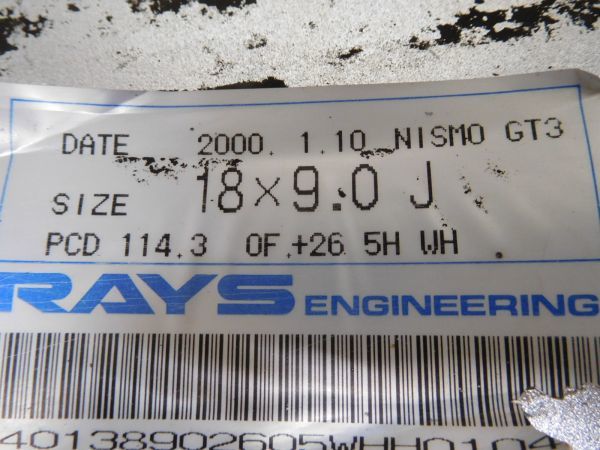 DATE 2000. 1.10 NISMO GT3
SIZE 18×9.0 J
PCD 114.3 OF.+26 5H WH
RAYS ENGINEERING
40138902605WHH0104